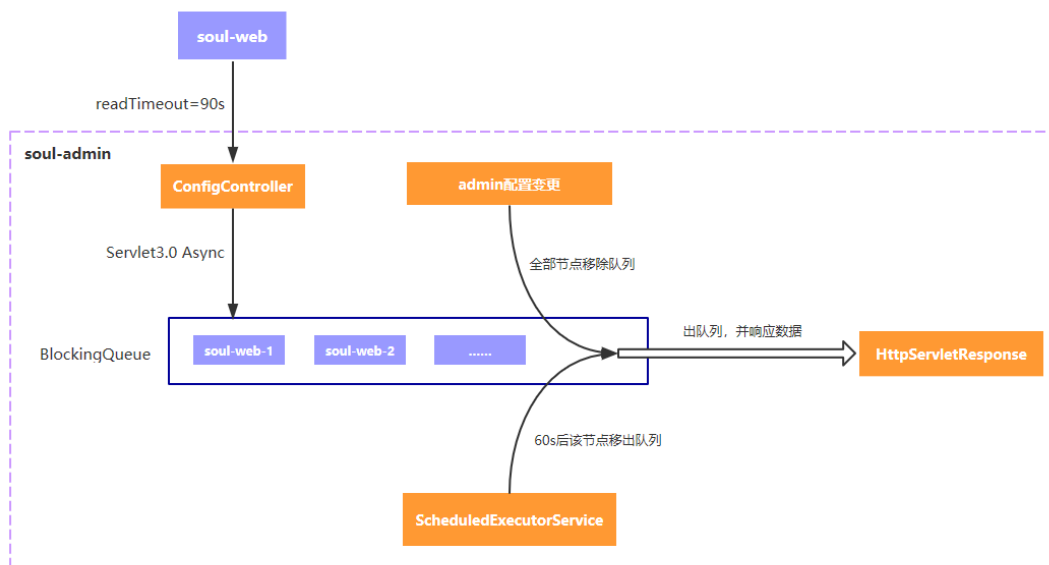 soul-web
readTimeout=90s
soul-admin
ConfigController
admin配置变更
Servlet3.0 Async
全部节点移除队列
BlockingQueue
soul-web-1
soul-web-2
......
出队列，并响应数据
HttpServletResponse
60s后该节点移出队列
ScheduledExecutorService